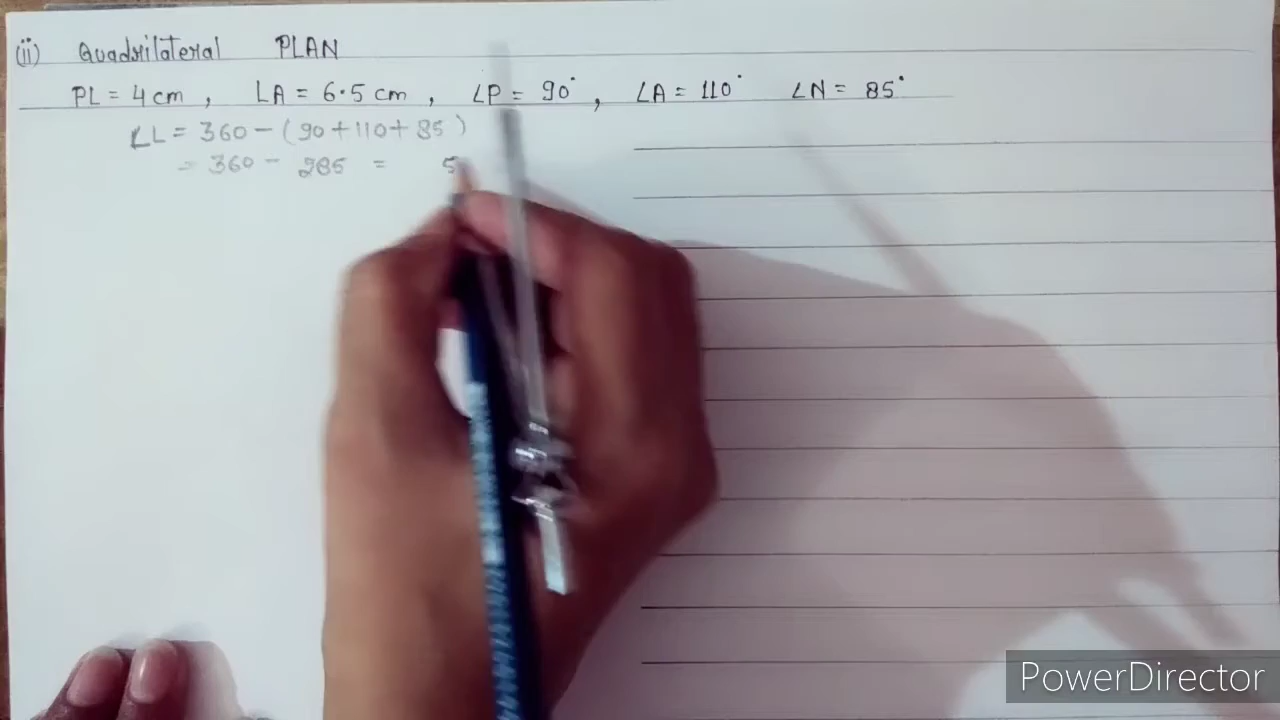 (ii) Quadrilateral PLAN
PL = 4 cm , LA = 6.5 cm , ∠P = 90° , ∠A = 110° ∠N = 85°
∠L = 360 - (90 + 110 + 85)
= 360 - 285 = 5
PowerDirector